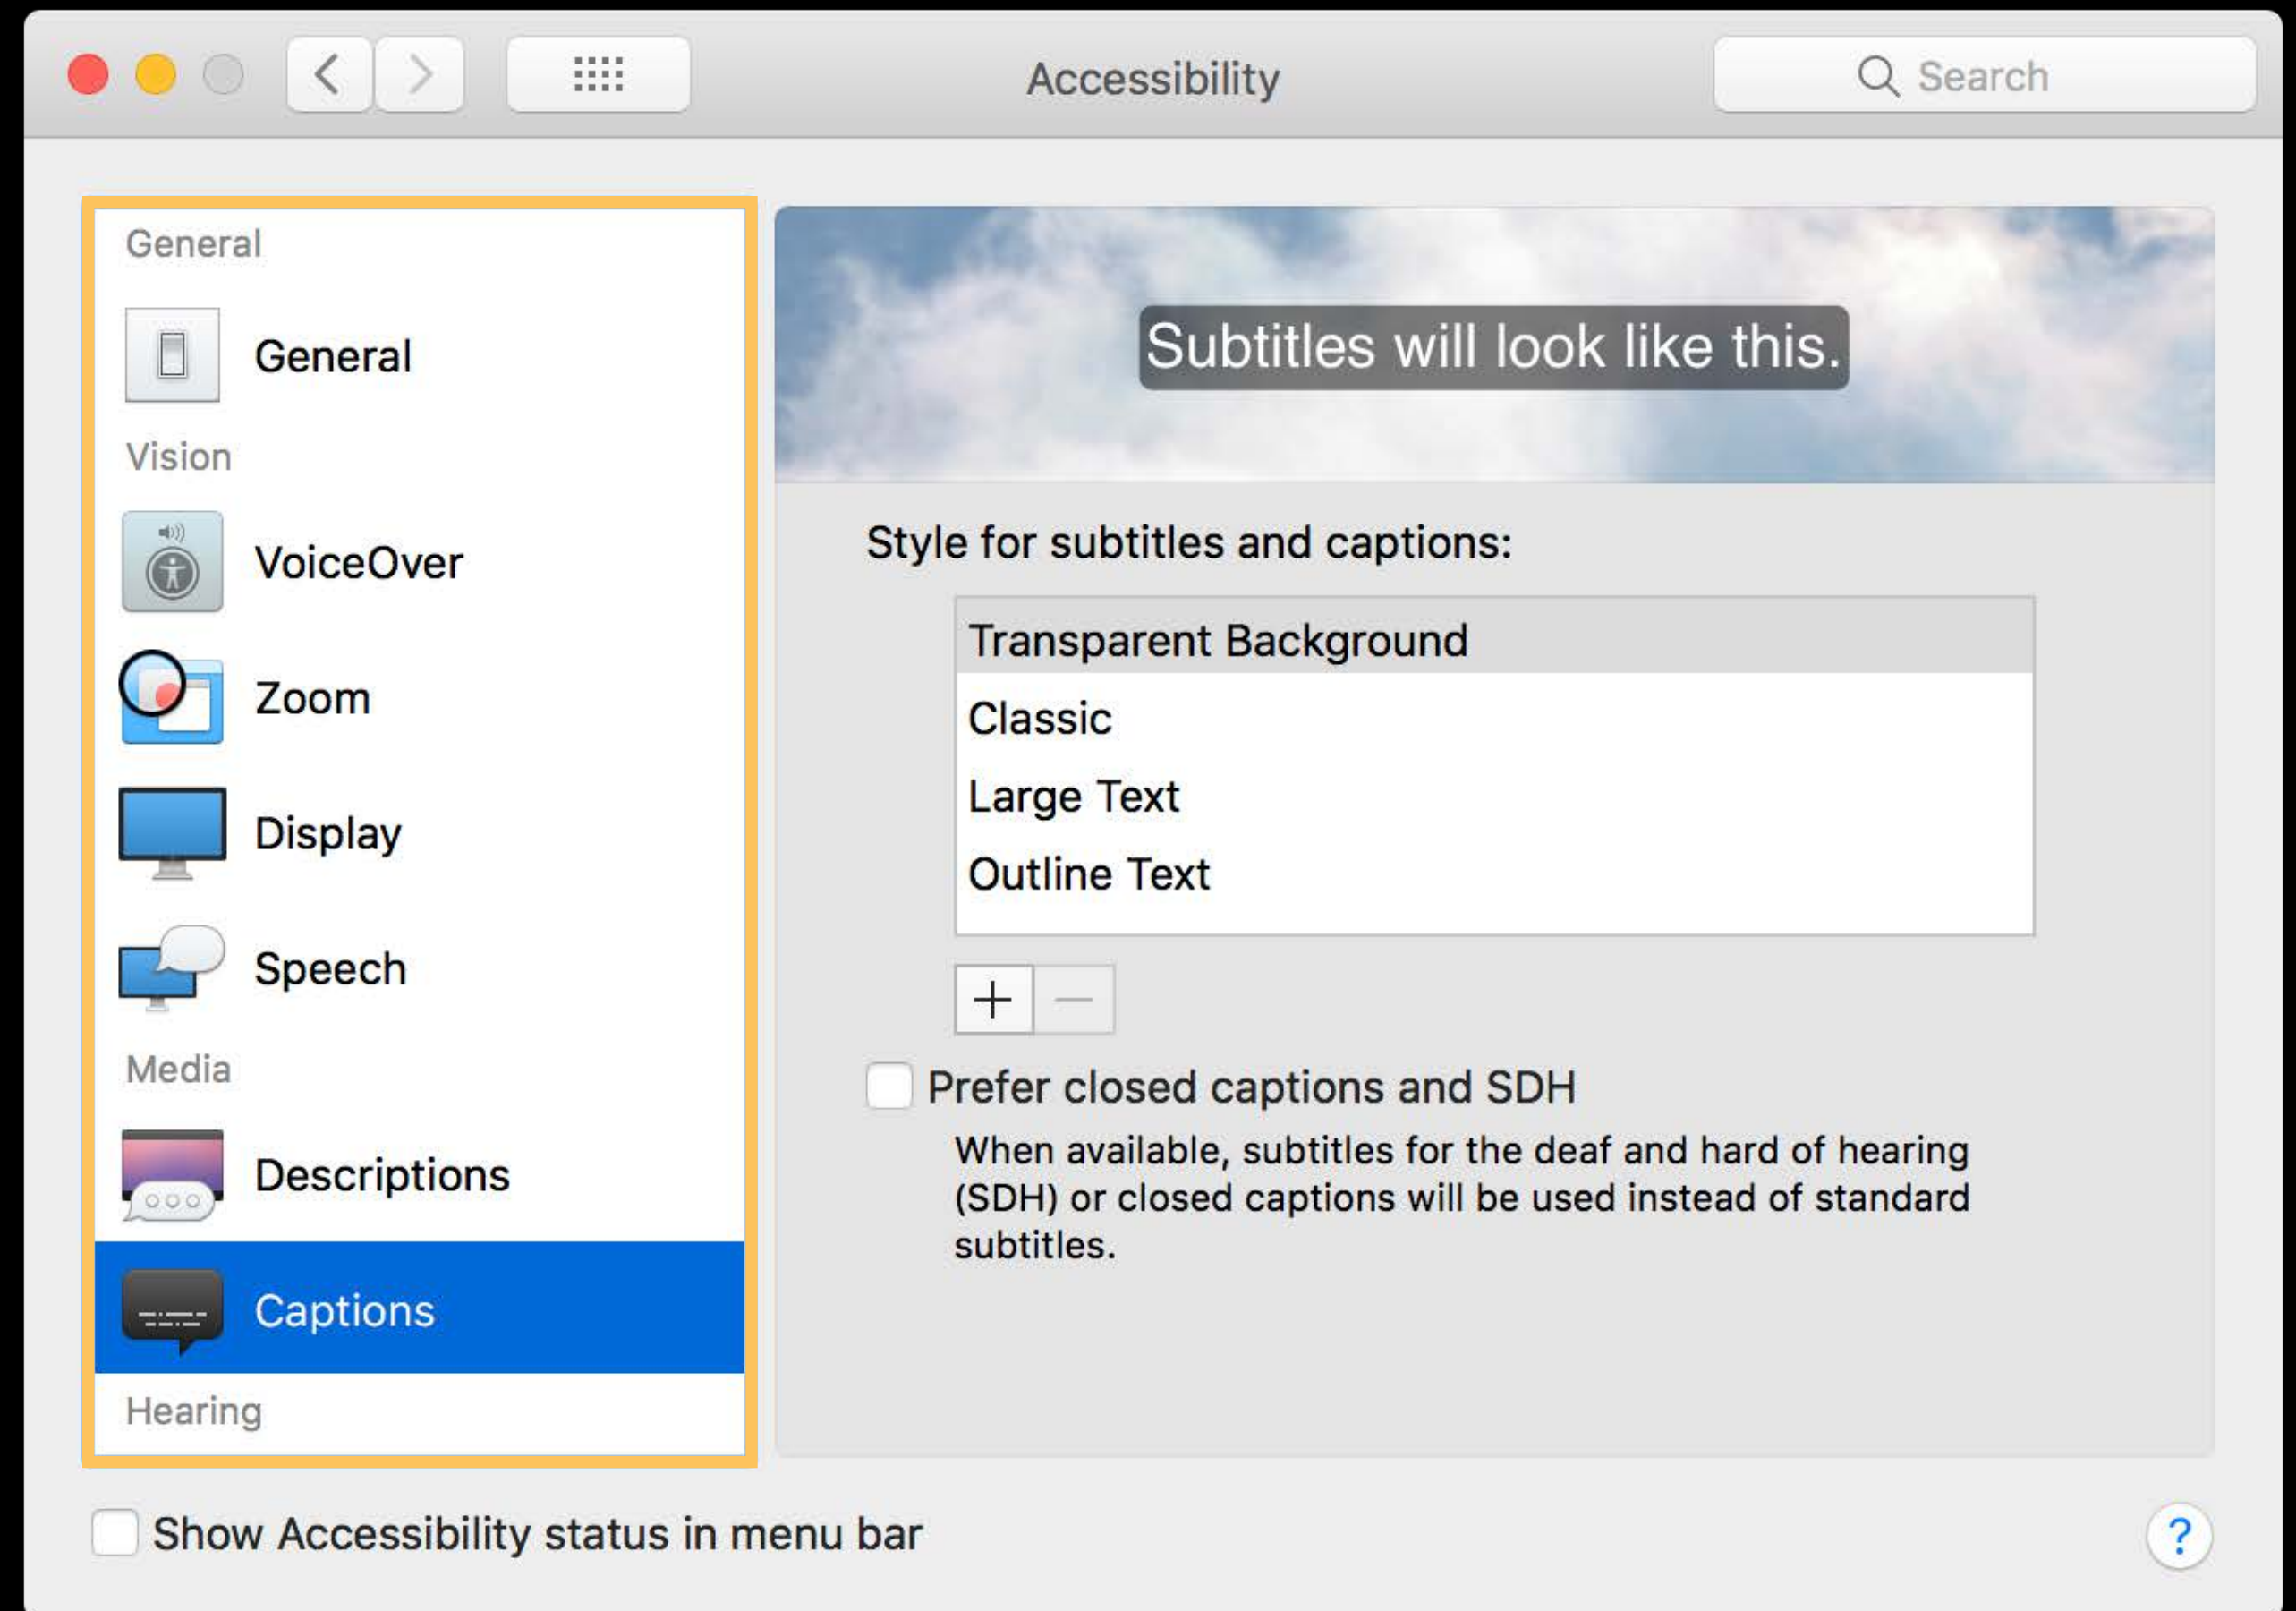 Accessibility
Search
General
General
Vision
VoiceOver
Zoom
Display
Speech
Media
Descriptions
Captions
Hearing
Subtitles will look like this.
Style for subtitles and captions:
Transparent Background
Classic
Large Text
Outline Text
Prefer closed captions and SDH
When available, subtitles for the deaf and hard of hearing
(SDH) or closed captions will be used instead of standard
subtitles.
Show Accessibility status in menu bar
?